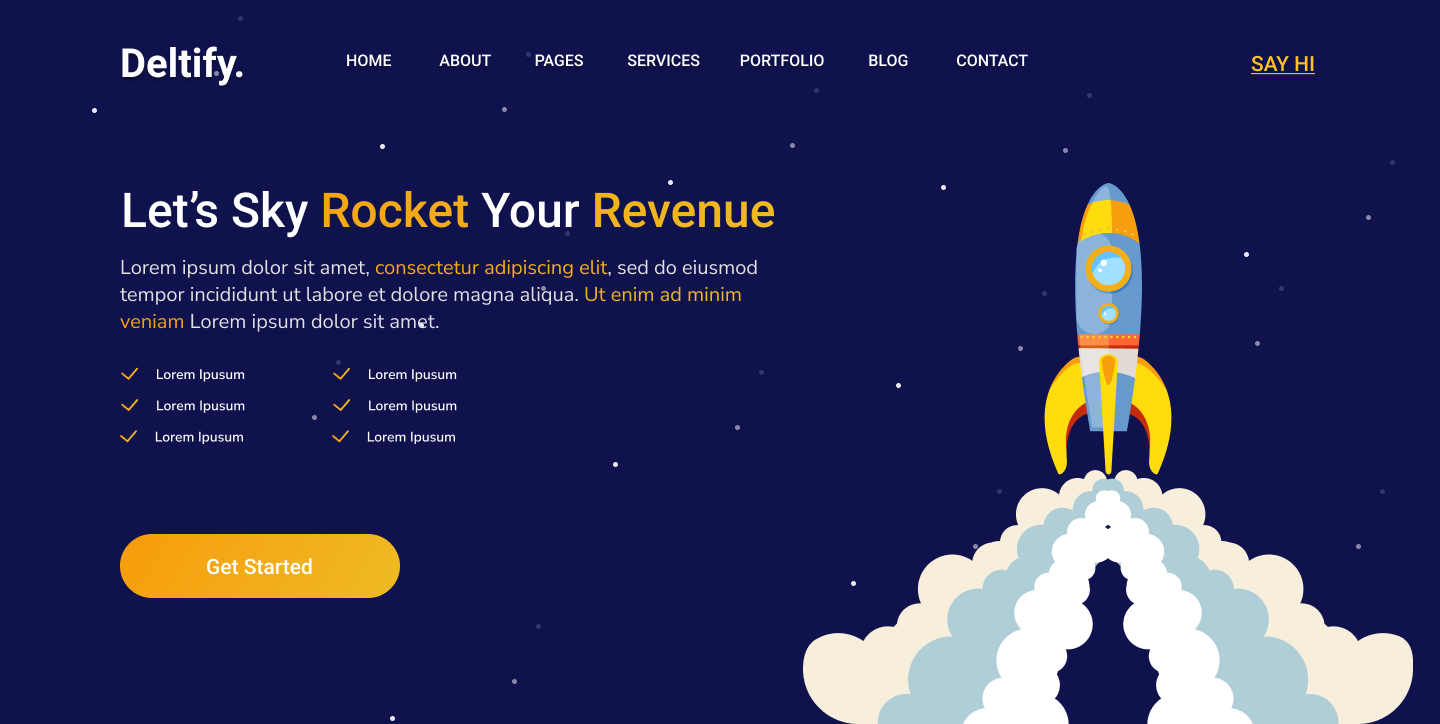 Deltify.
HOME ABOUT PAGES SERVICES PORTFOLIO BLOG CONTACT
SAY HI
Let’s Sky Rocket Your Revenue
Lorem ipsum dolor sit amet, consectetur adipiscing elit, sed do eiusmod
tempor incididunt ut labore et dolore magna aliqua. Ut enim ad minim
veniam Lorem ipsum dolor sit amet.
Lorem Ipusum Lorem Ipusum
Lorem Ipusum Lorem Ipusum
Lorem Ipusum Lorem Ipusum
Get Started